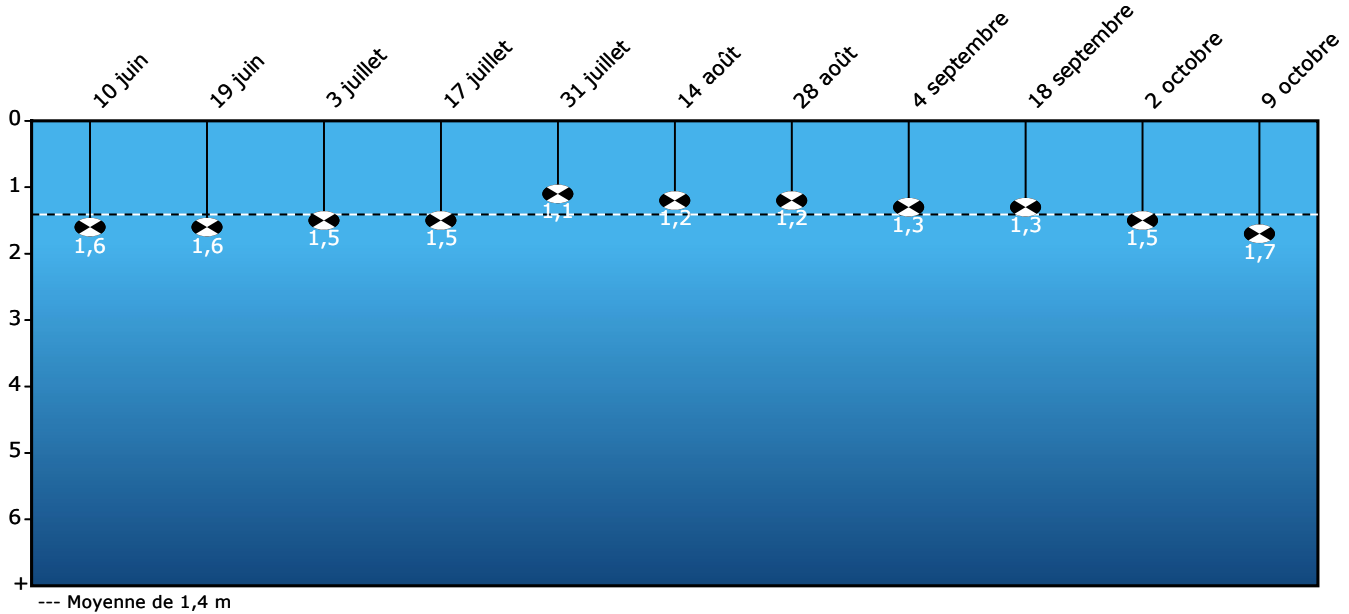 10 juin
19 juin
3 juillet
17 juillet
31 juillet
14 août
28 août
4 septembre
18 septembre
2 octobre
9 octobre
0
1
2
3
4
5
6
+
1,6
1,6
1,5
1,5
1,1
1,2
1,2
1,3
1,3
1,5
1,7
--- Moyenne de 1,4 m